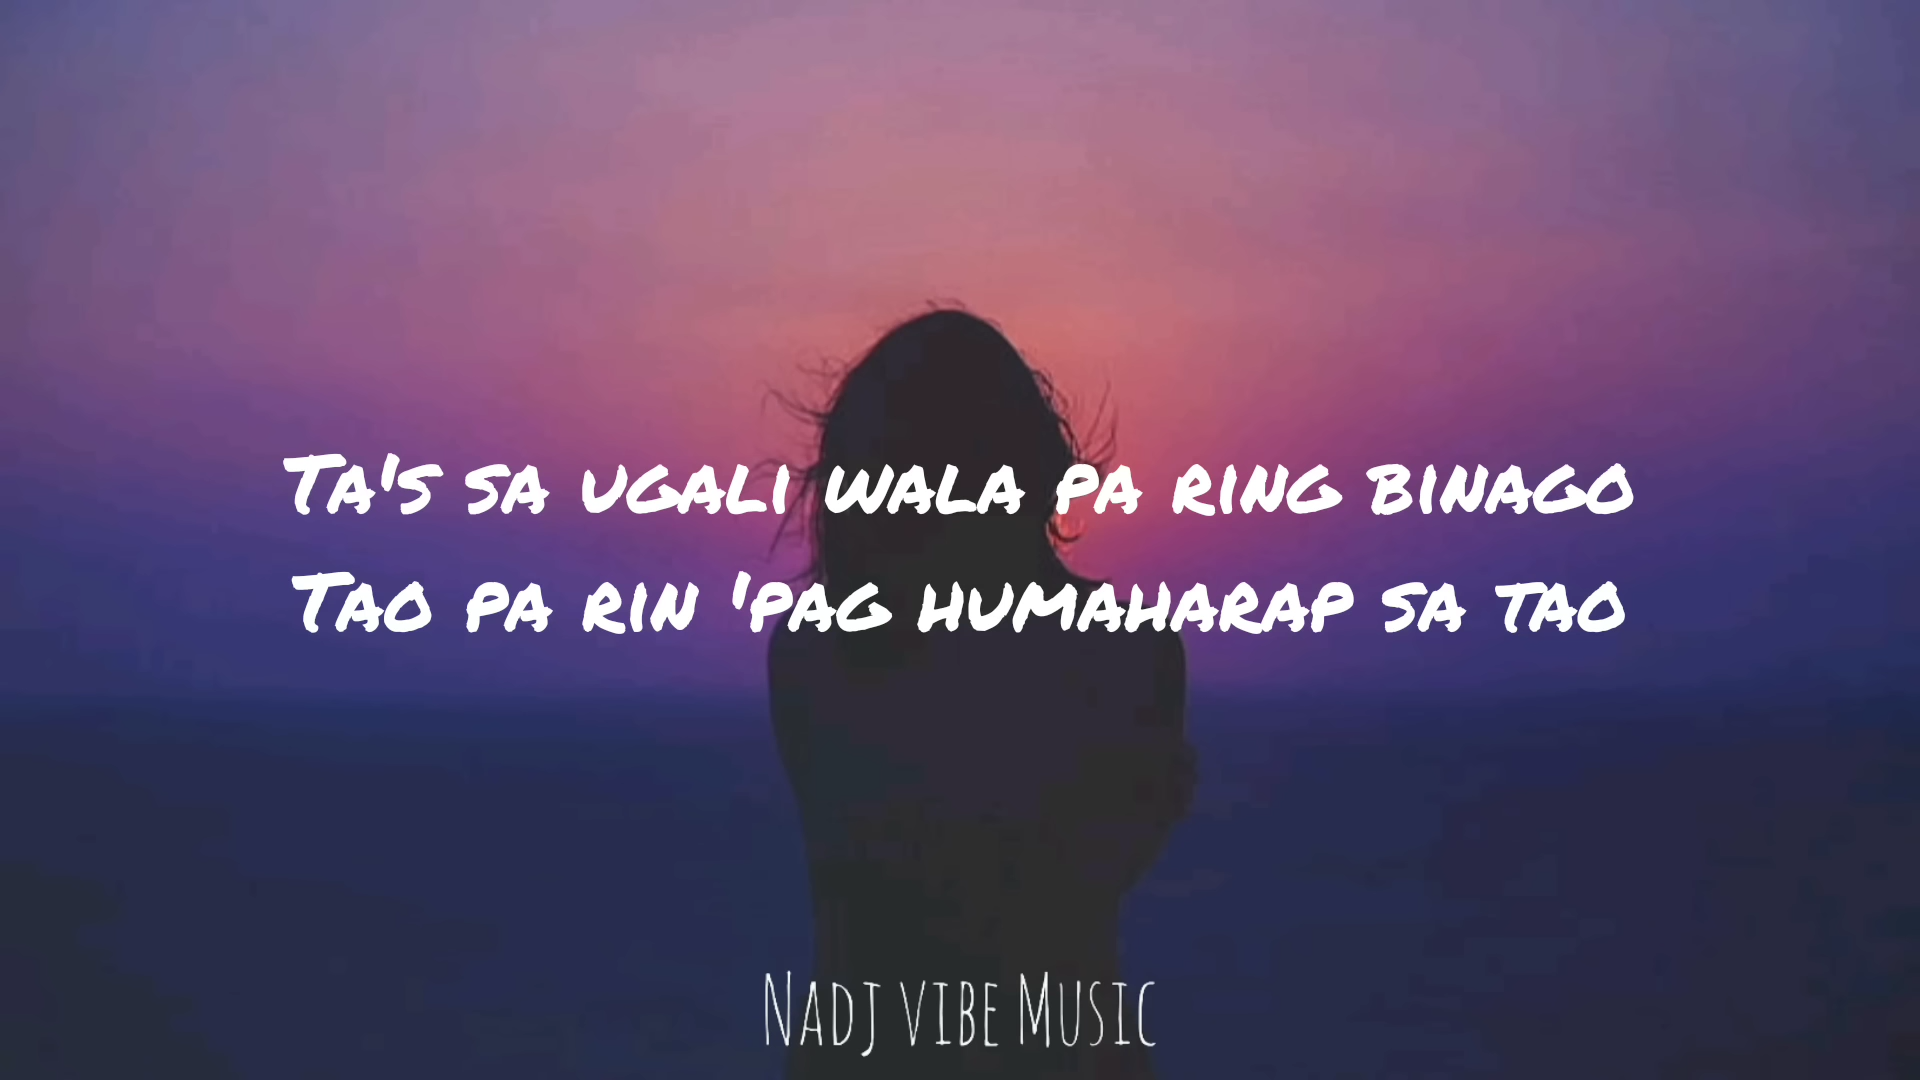 Ta's sa ugali wala pa ring binago
Tao pa rin 'pag humaharap sa tao
Nadj vibe Music